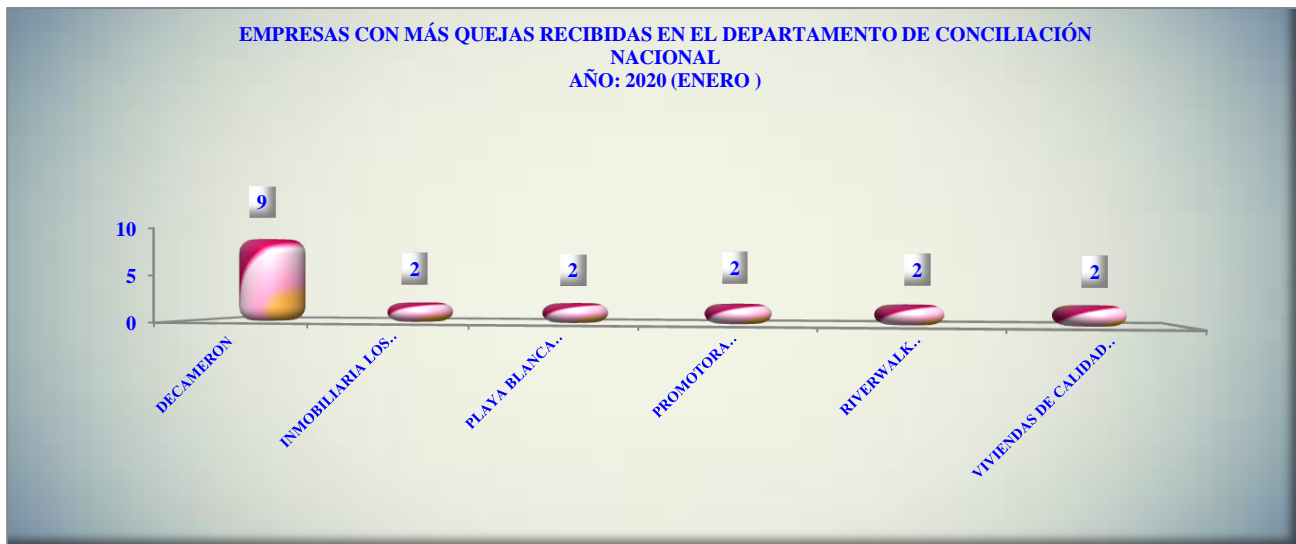 EMPRESAS CON MÁS QUEJAS RECIBIDAS EN EL DEPARTAMENTO DE CONCILIACIÓN
NACIONAL
AÑO: 2020 (ENERO )
9
2
2
2
2
2
10
5
0
DECAMERON
INMOBILIARIA LOS..
PLAYA BLANCA..
PROMOTORA..
RIVERWALK..
VIVIENDAS DE CALIDAD..